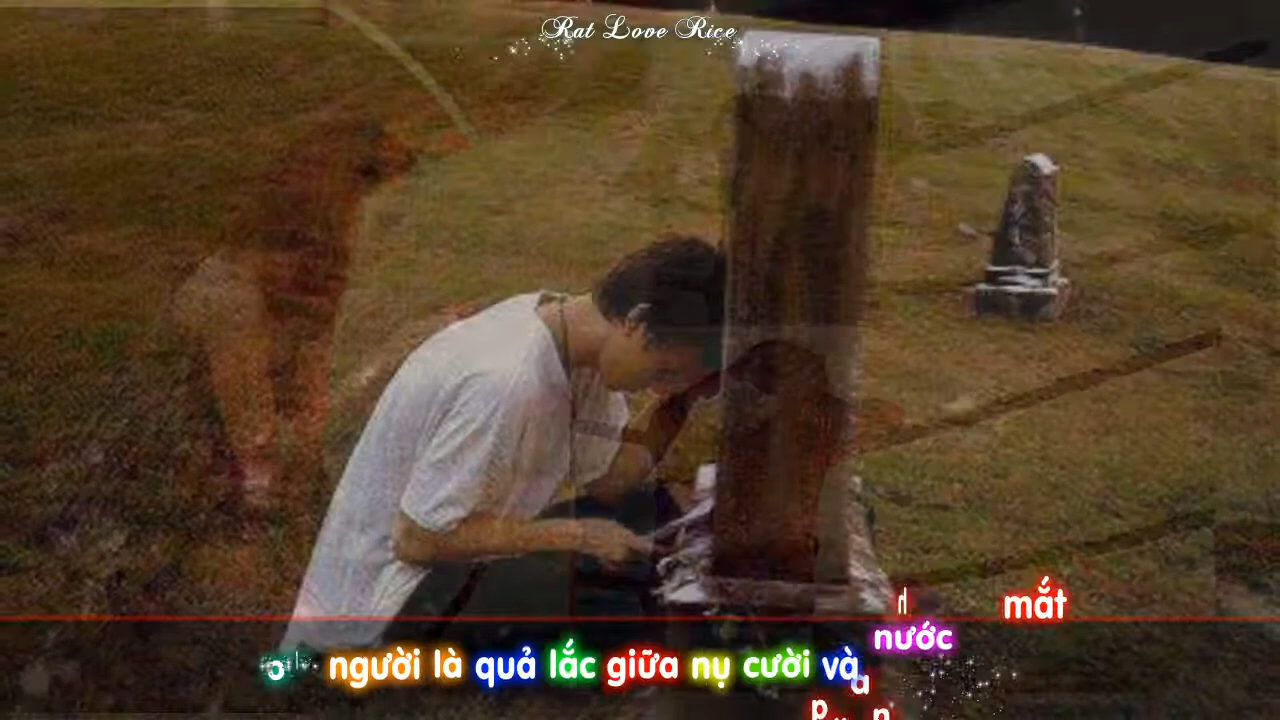 Rat Love Rice
người là quả lắc giữa nụ cười và nước mắt